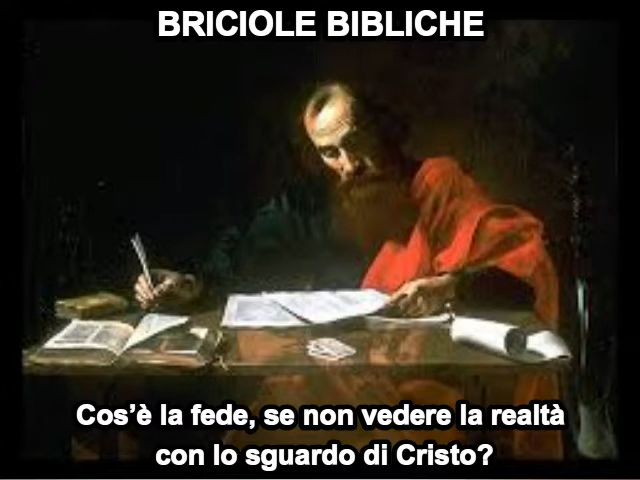 BRICIOLE BIBLICHE
Cos’è la fede, se non vedere la realtà
con lo sguardo di Cristo?